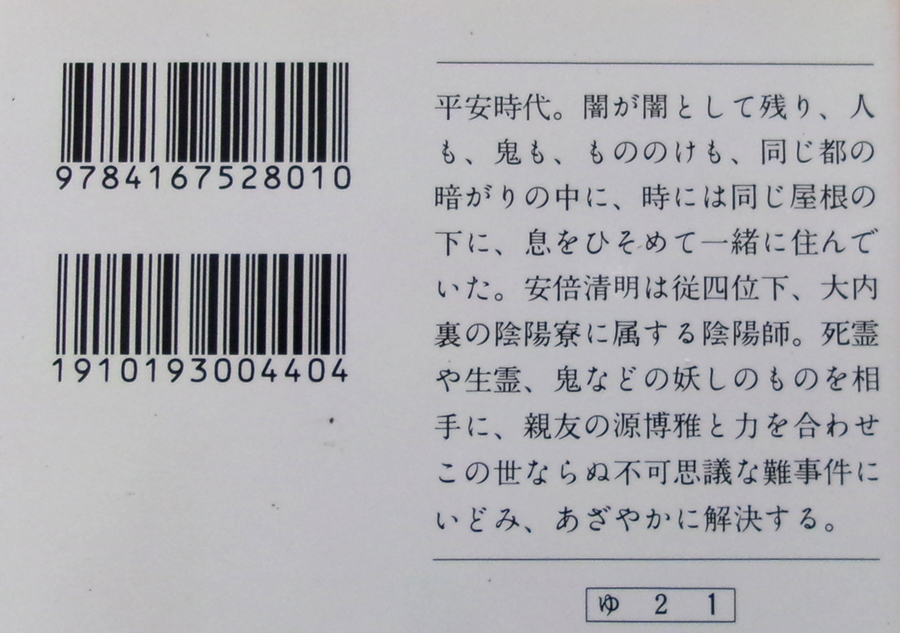 9784167528010
1910193004404
平安時代。闇が闇として残り、人
も、鬼も、もののけも、同じ都の
暗がりの中に、時には同じ屋根の
下に、息をひそめて一緒に住んで
いた。安倍清明は従四位下、大内
裏の陰陽寮に属する陰陽師。死霊
や生霊、鬼などの妖しのものを相
手に、親友の源博雅と力を合わせ
この世ならぬ不可思議な難事件に
いどみ、あざやかに解決する。
ゆ 2 1